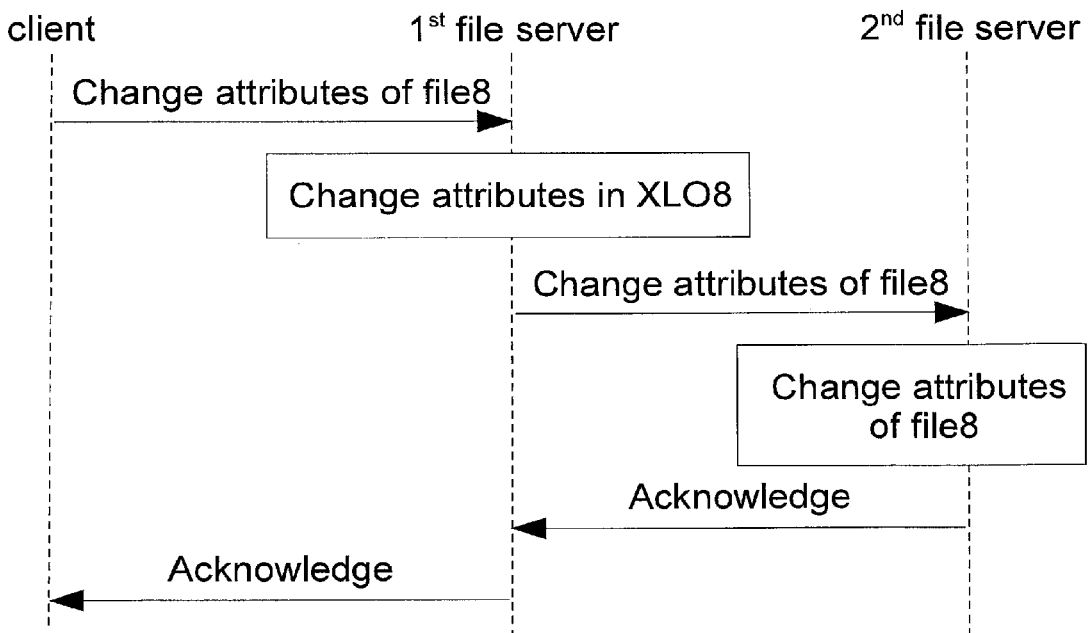 client
1st file server
2nd file server
Change attributes of file8
Change attributes in XLO8
Change attributes of file8
Change attributes
of file8
Acknowledge
Acknowledge